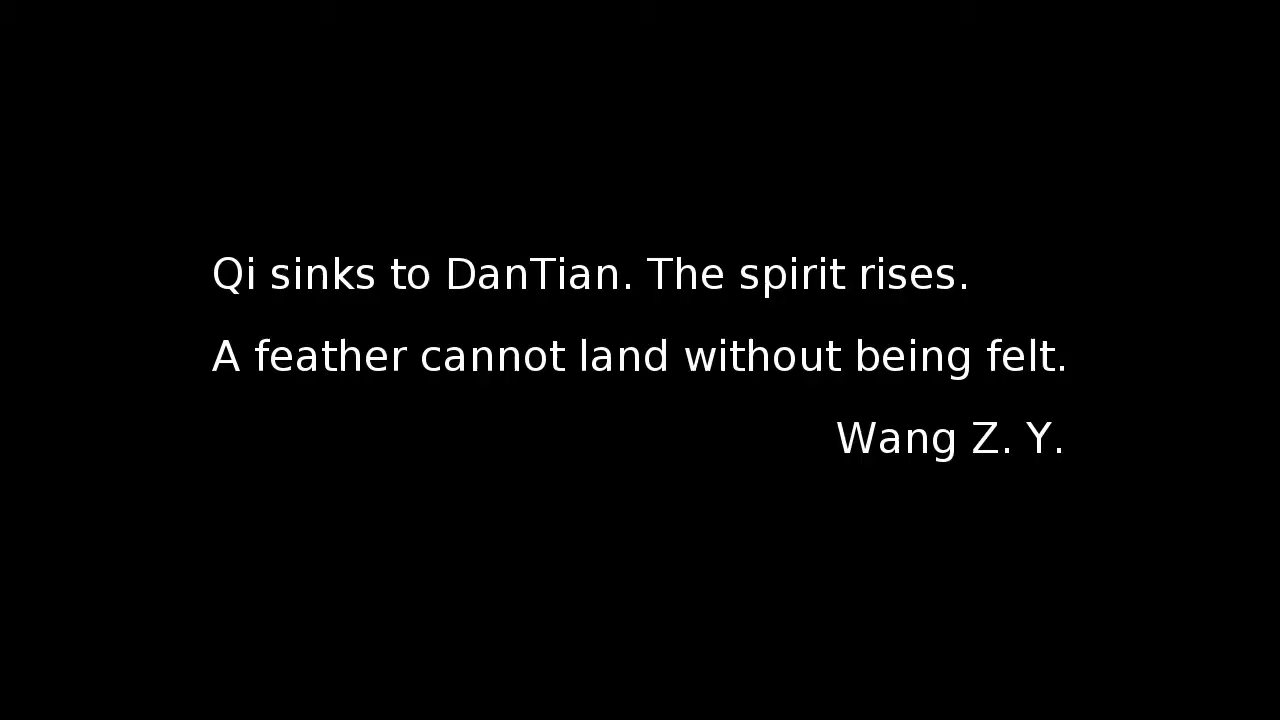 Qi sinks to DanTian. The spirit rises.
A feather cannot land without being felt.
Wang Z. Y.